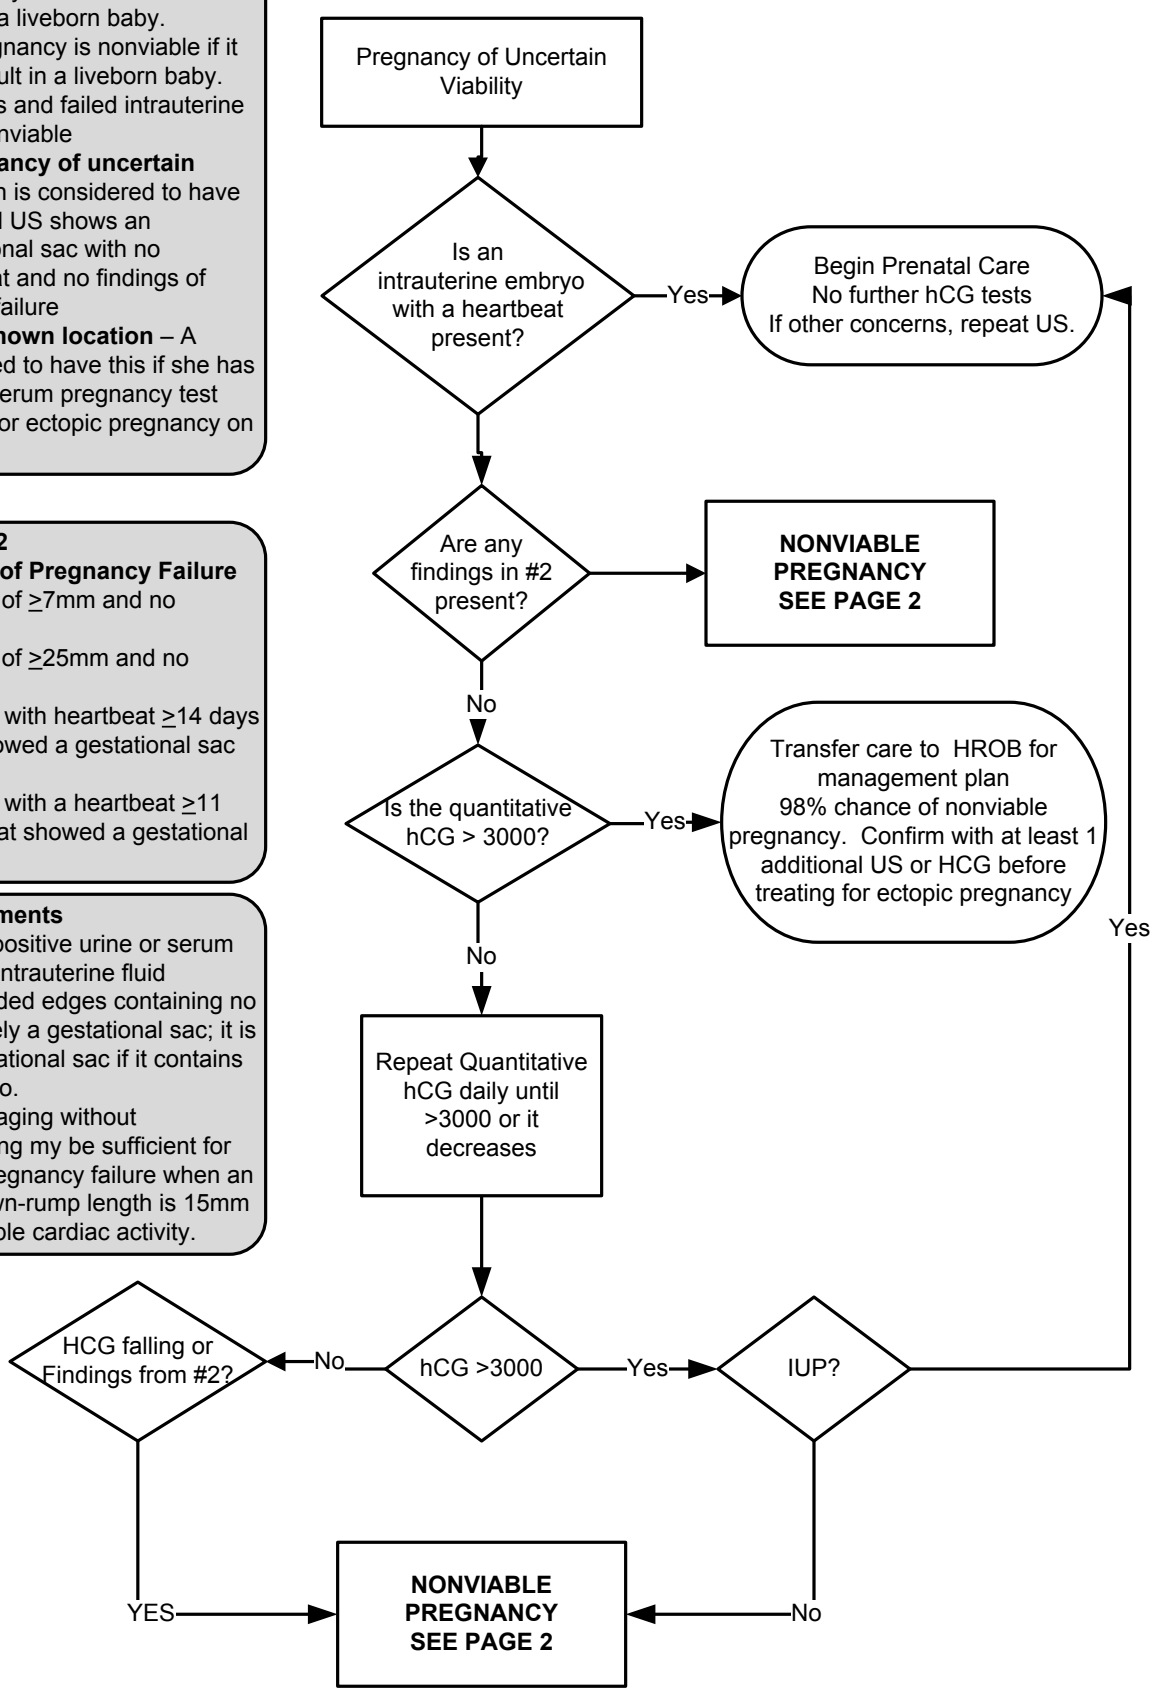 a liveborn baby.
gnancy is nonviable if it
ult in a liveborn baby.
s and failed intrauterine
nviable
ancy of uncertain
n is considered to have
l US shows an
onal sac with no
at and no findings of
failure
nown location – A
ed to have this if she has
serum pregnancy test
or ectopic pregnancy on
2
of Pregnancy Failure
of ≥7mm and no
of ≥25mm and no
with heartbeat ≥14 days
owed a gestational sac
with a heartbeat ≥11
at showed a gestational
ments
positive urine or serum
intrauterine fluid
ded edges containing no
ely a gestational sac; it is
ational sac if it contains
o.
aging without
ng my be sufficient for
egnancy failure when an
wn-rump length is 15mm
ble cardiac activity.
Pregnancy of Uncertain
Viability
Is an
intrauterine embryo
with a heartbeat
present?
Yes
Begin Prenatal Care
No further hCG tests
If other concerns, repeat US.
Are any
findings in #2
present?
NONVIABLE
PREGNANCY
SEE PAGE 2
No
Is the quantitative
hCG > 3000?
Yes
Transfer care to HROB for
management plan
98% chance of nonviable
pregnancy. Confirm with at least 1
additional US or HCG before
treating for ectopic pregnancy
Yes
No
Repeat Quantitative
hCG daily until
>3000 or it
decreases
HCG falling or
Findings from #2?
No
hCG >3000
Yes
IUP?
YES
NONVIABLE
PREGNANCY
SEE PAGE 2
No